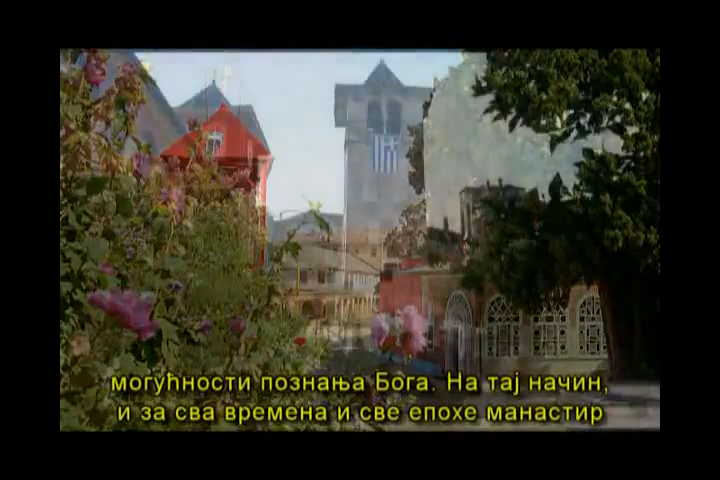 могућности познања Бога. На тај начин,
и за сва времена и све епохе манастир